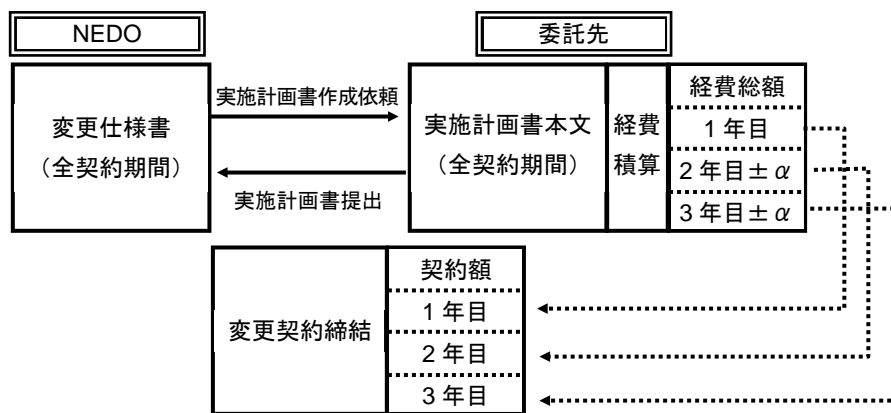 NEDO
委託先
変更仕様書
（全契約期間）
実施計画書作成依頼
実施計画書提出
実施計画書本文
（全契約期間）
経費
積算
経費総額
1 年目
2 年目± α
3 年目± α
変更契約締結
契約額
1 年目
2 年目
3 年目